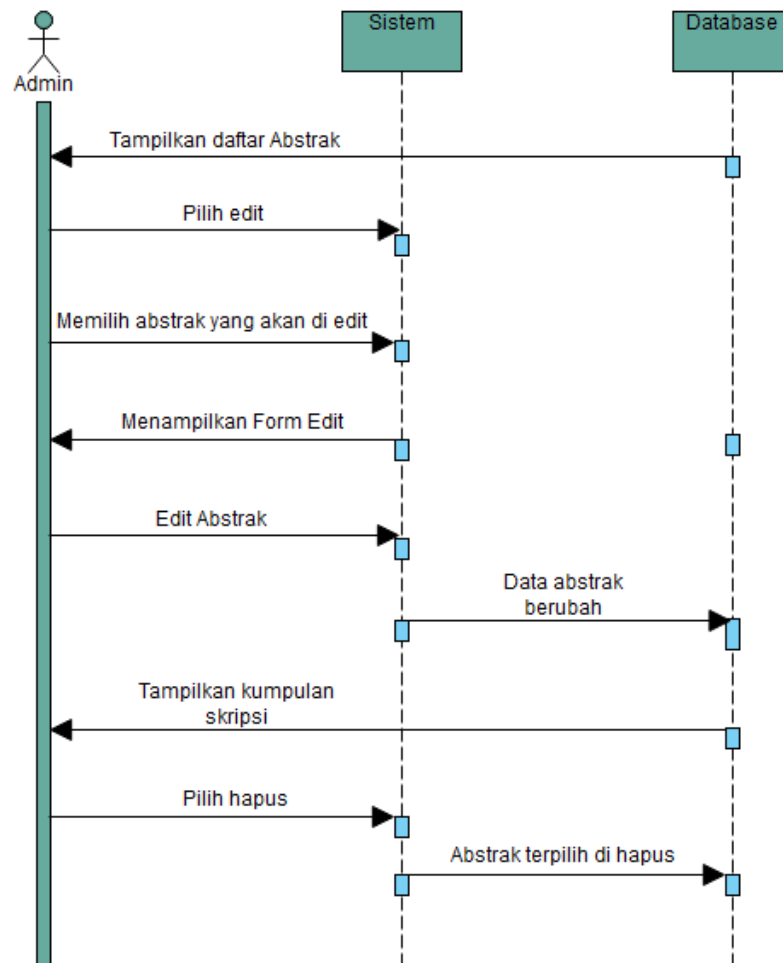 Sistem
Database
Admin
Tampilkan daftar Abstrak
Pilih edit
Memilih abstrak yang akan di edit
Menampilkan Form Edit
Edit Abstrak
Data abstrak
berubah
Tampilkan kumpulan
skripsi
Pilih hapus
Abstrak terpilih di hapus